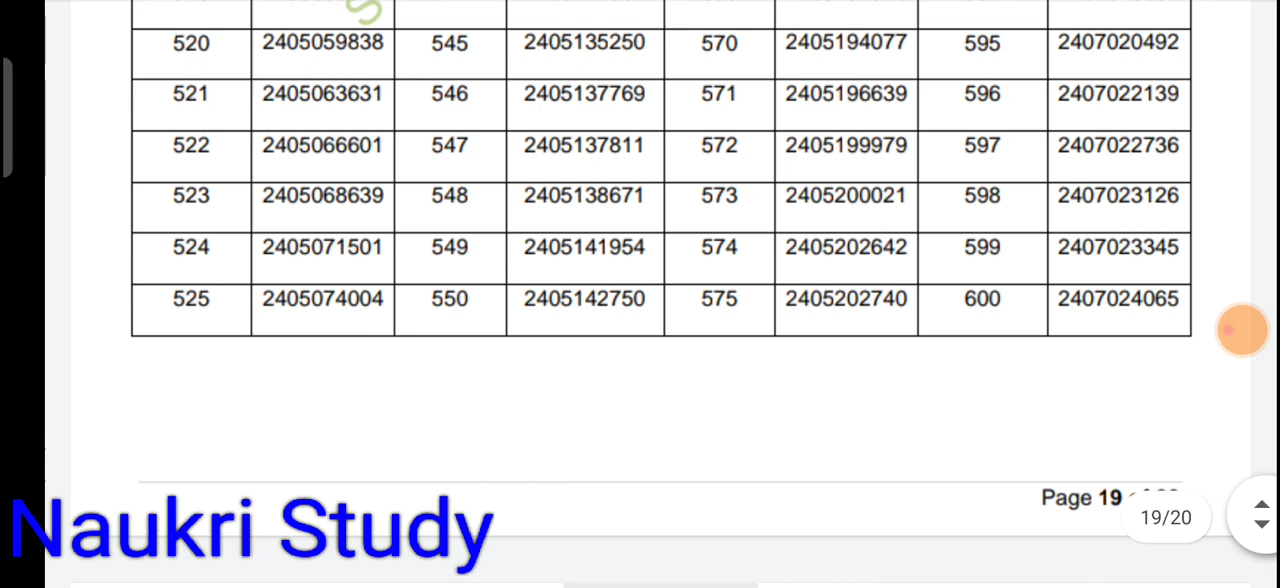 520 2405059838 545 2405135250 570 2405194077 595 2407020492
521 2405063631 546 2405137769 571 2405196639 596 2407022139
522 2405066601 547 2405137811 572 2405199979 597 2407022736
523 2405068639 548 2405138671 573 2405200021 598 2407023126
524 2405071501 549 2405141954 574 2405202642 599 2407023345
525 2405074004 550 2405142750 575 2405202740 600 2407024065
Page 19
19/20
Naukri Study